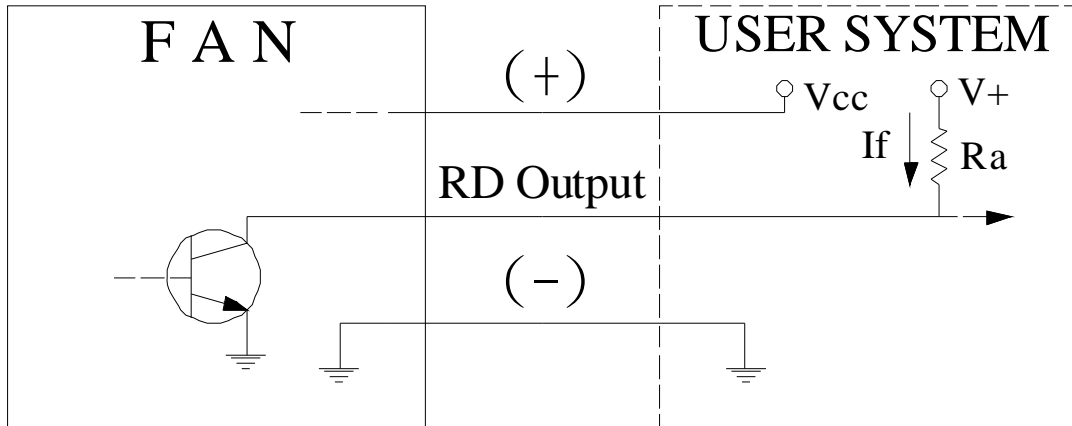 F A N
USER SYSTEM
(+)
Vcc
V+
If
Ra
RD Output
(-)